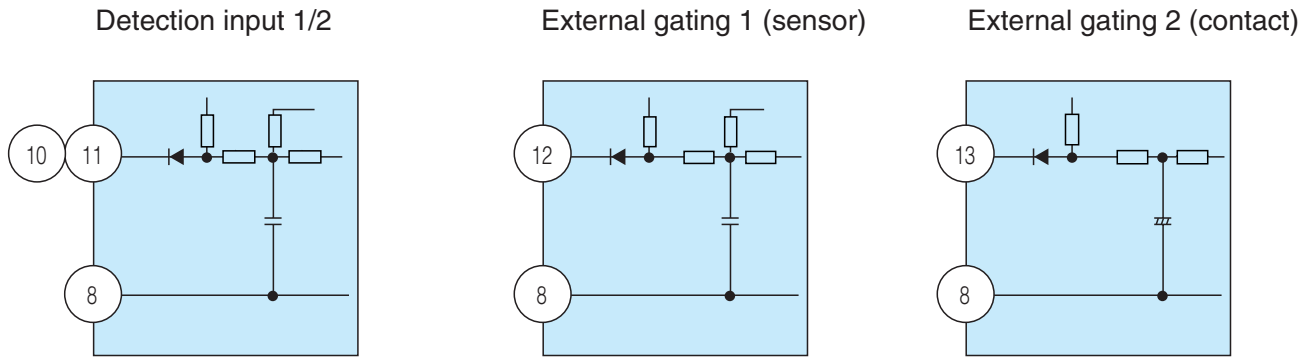 Detection input 1/2
External gating 1 (sensor)
External gating 2 (contact)
10 11
12
13
8
8
8